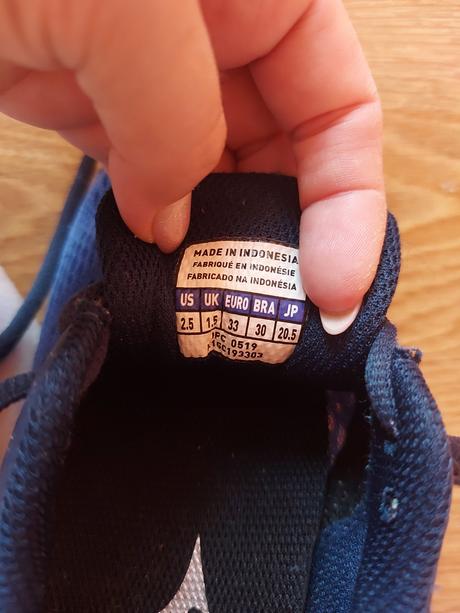 MADE IN INDONESIA
FABRIQUÉ EN INDONÉSIE
FABRICADO NA INDONÉSIA
US UK EURO BRA JP
2.5 1.5 33 30 20.5
0519